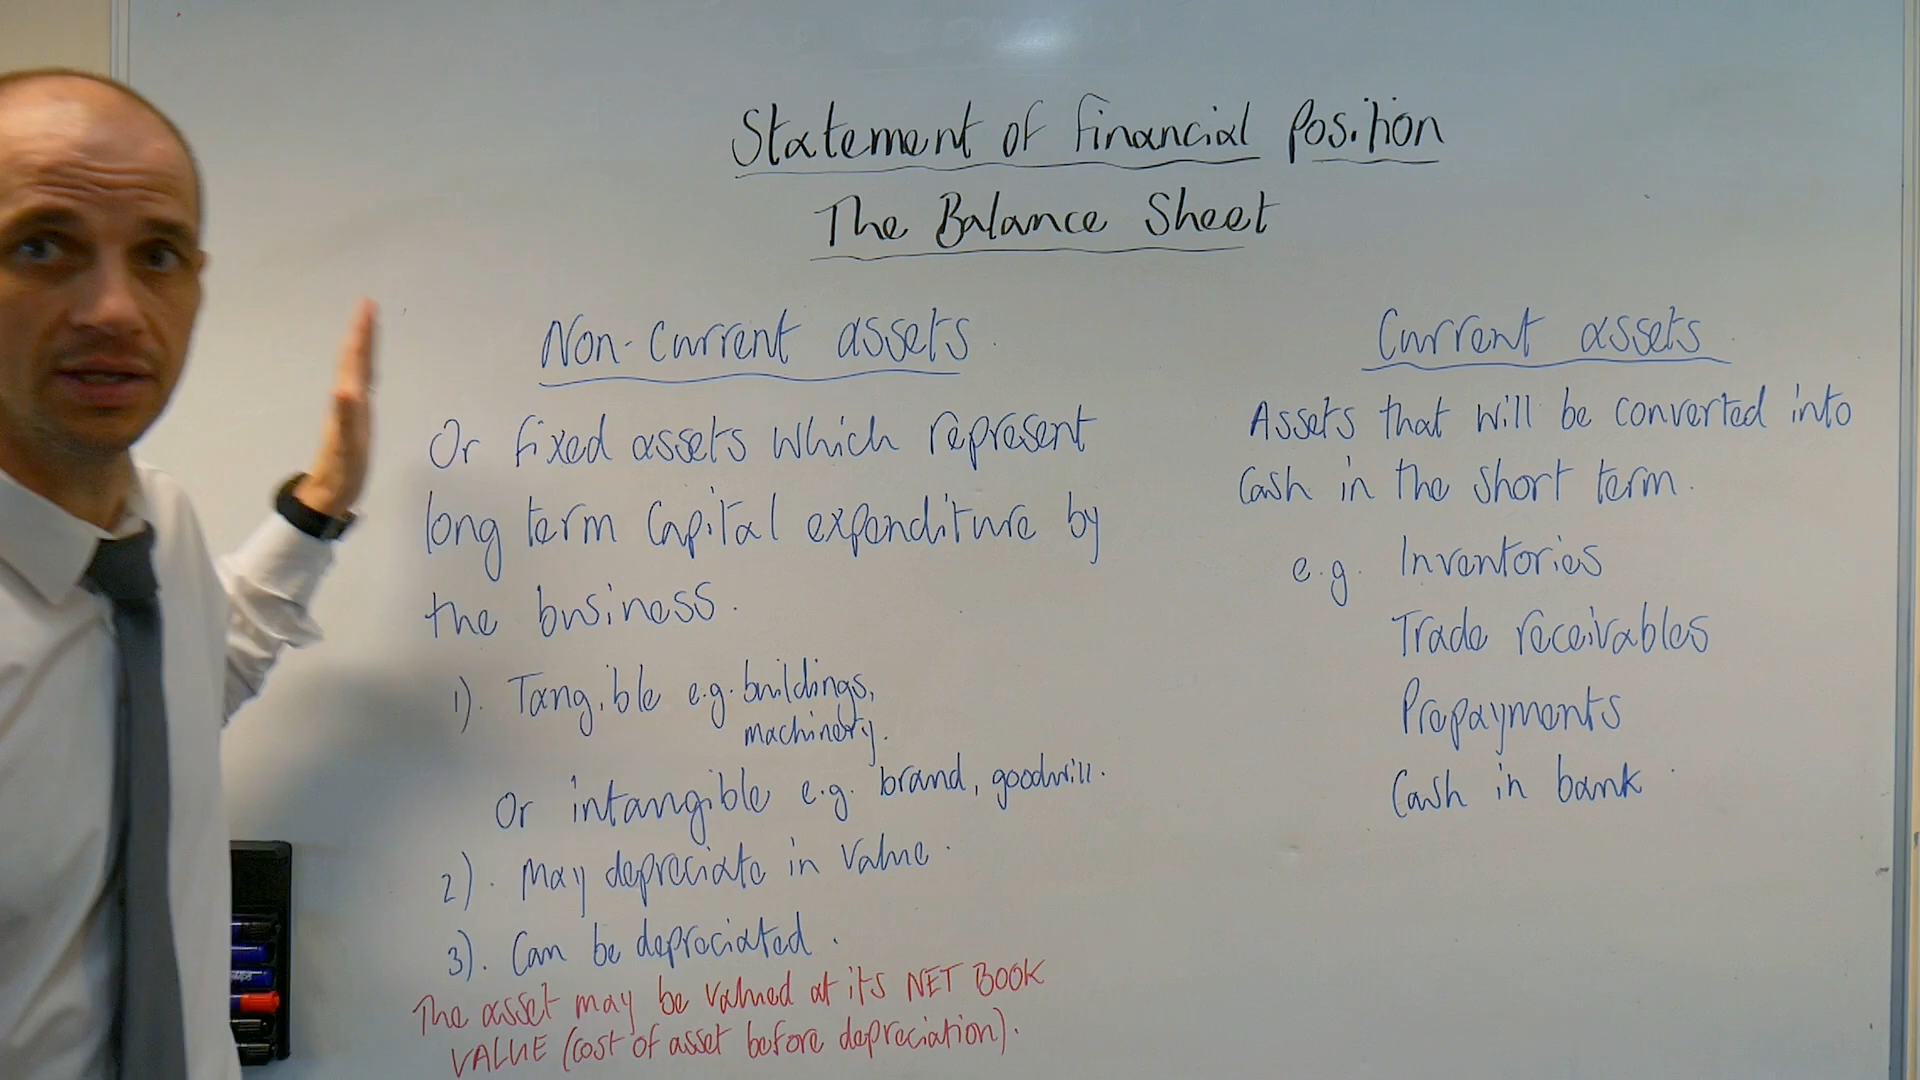 Statement of Financial Position
The Balance Sheet
Non-Current assets
Or fixed assets which represent
long term capital expenditure by
the business.
1). Tangible e.g. buildings,
machinery.
Or intangible e.g. brand, goodwill.
2). May depreciate in value.
3). Can be depreciated.
The asset may be valued at its NET BOOK
VALUE (cost of asset before depreciation).
Current assets
Assets that will be converted into
Cash in the short term.
e.g. Inventories
Trade receivables
Prepayments
Cash in bank.